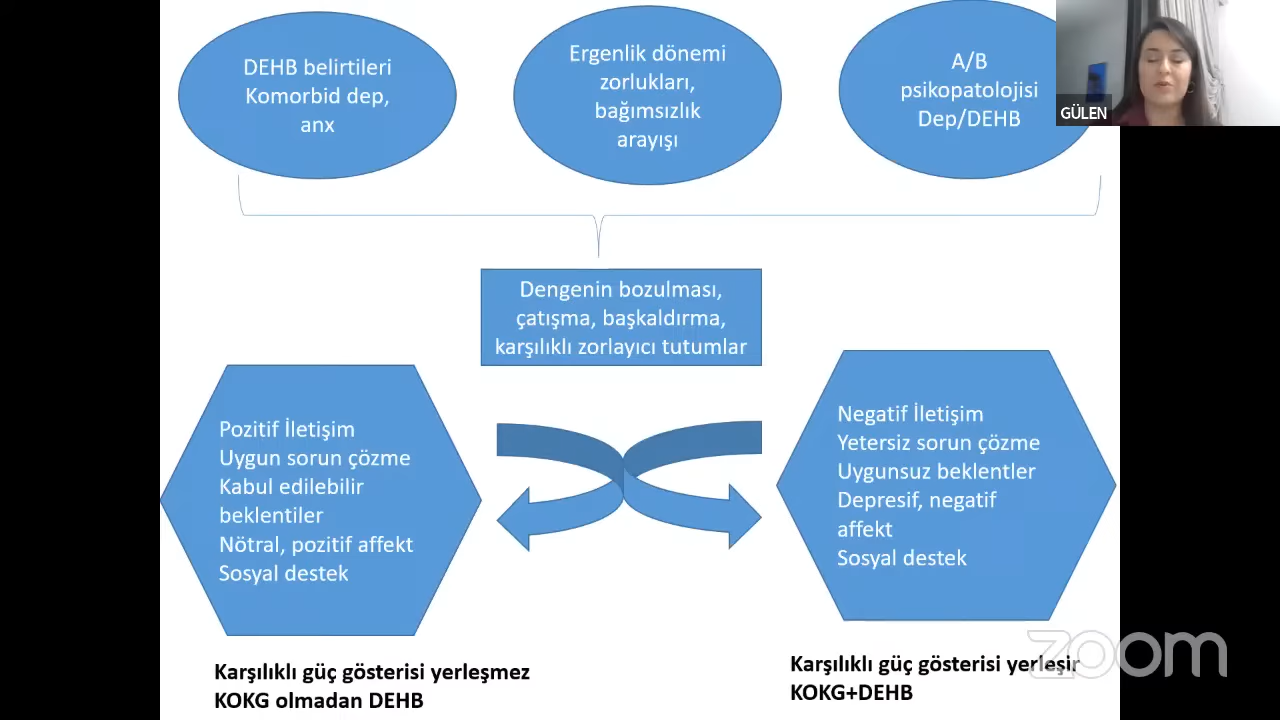 DEHB belirtileri
Komorbid dep,
anx
Ergenlik dönemi
zorlukları,
bağımsızlık
arayışı
A/B
psikopatolojisi
Dep/DEHB
GÜLEN
Dengenin bozulması,
çatışma, başkaldırma,
karşılıklı zorlayıcı tutumlar
Pozitif İletişim
Uygun sorun çözme
Kabul edilebilir
beklentiler
Nötral, pozitif affekt
Sosyal destek
Negatif İletişim
Yetersiz sorun çözme
Uygunsuz beklentler
Depresif, negatif
affekt
Sosyal destek
Karşılıklı güç gösterisi yerleşmez
KOKG olmadan DEHB
Karşılıklı güç gösterisi yerleşir
KOKG+DEHB
zoom